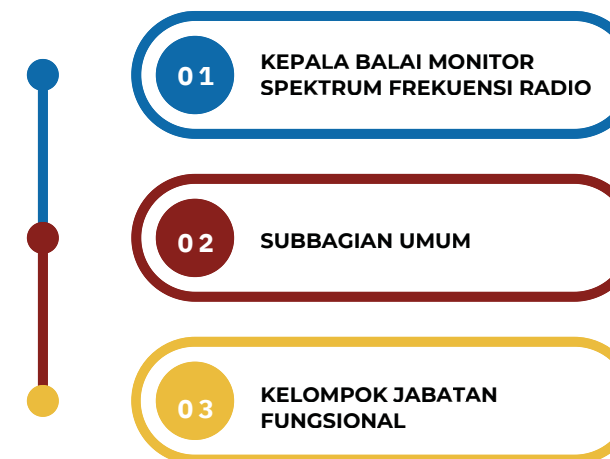 01
KEPALA BALAI MONITOR
SPEKTRUM FREKUENSI RADIO
02
SUBBAGIAN UMUM
03
KELOMPOK JABATAN
FUNGSIONAL